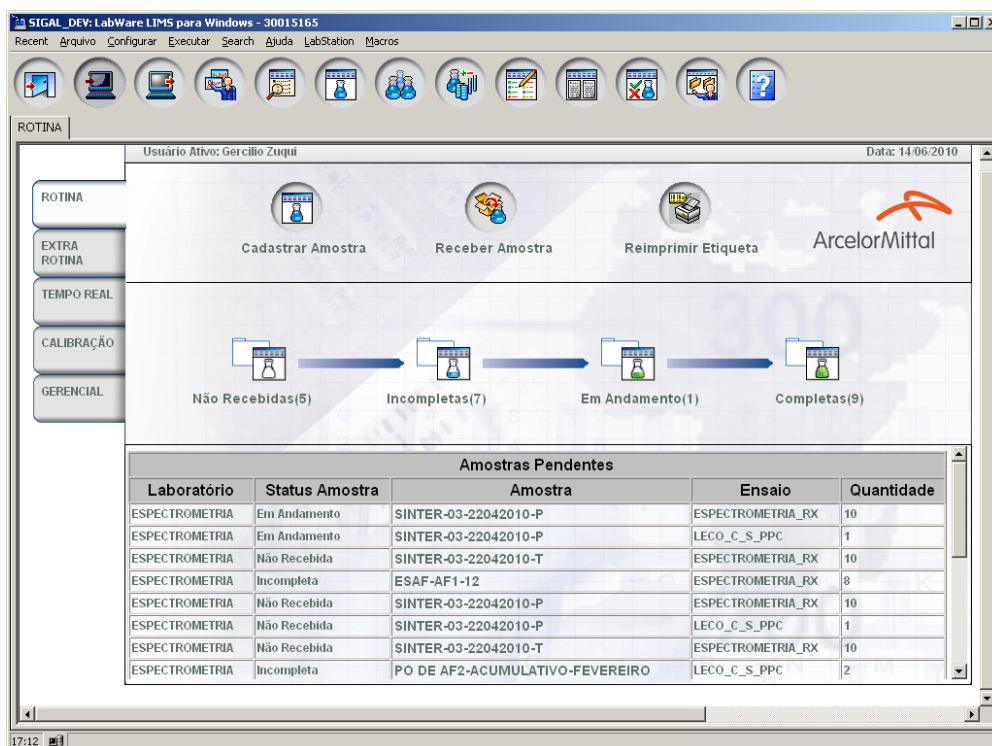 SIGAL_DEV: LabWare LIMS para Windows - 30015165
Recent Arquivo Configurar Executar Search Ajuda LabStation Macros
ROTINA
Usuário Ativo: Gercilio Zuqui Data: 14/06/2010
ROTINA
EXTRA
ROTINA
TEMPO REAL
CALIBRAÇÃO
GERENCIAL
Cadastrar Amostra Receber Amostra Reimprimir Etiqueta
ArcelorMittal
Não Recebidas(5) Incompletas(7) Em Andamento(1) Completas(9)
Amostras Pendentes
Laboratório Status Amostra Amostra Ensaio Quantidade
ESPECTROMETRIA Em Andamento SINTER-03-22042010-P ESPECTROMETRIA_RX 10
ESPECTROMETRIA Em Andamento SINTER-03-22042010-P LECO_C_S_PPC 1
ESPECTROMETRIA Não Recebida SINTER-03-22042010-T ESPECTROMETRIA_RX 10
ESPECTROMETRIA Incompleta ESAF-AF1-12 ESPECTROMETRIA_RX 8
ESPECTROMETRIA Não Recebida SINTER-03-22042010-P ESPECTROMETRIA_RX 10
ESPECTROMETRIA Não Recebida SINTER-03-22042010-P LECO_C_S_PPC 1
ESPECTROMETRIA Não Recebida SINTER-03-22042010-T ESPECTROMETRIA_RX 10
ESPECTROMETRIA Incompleta PO DE AF2-ACUMULATIVO-FEVEREIRO LECO_C_S_PPC 2
17:12